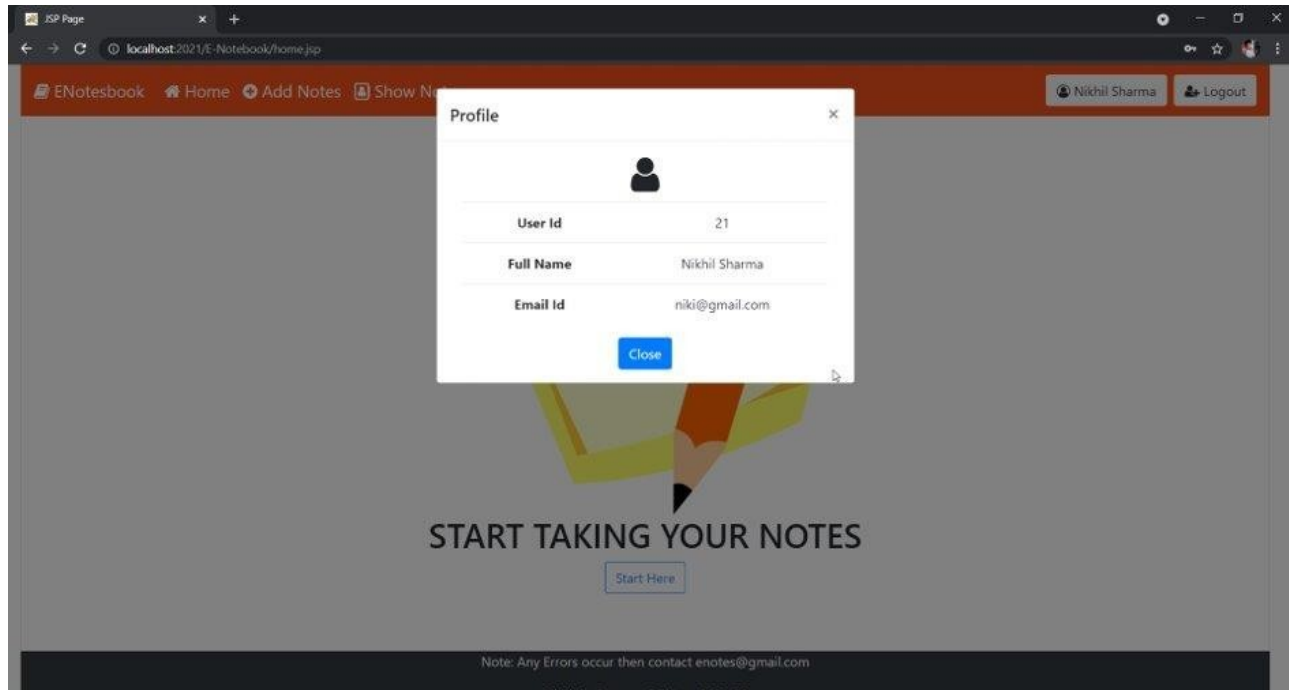 JSP Page
localhost:2021/E-Notebook/home.jsp
ENotesbook Home Add Notes Show
Nikhil Sharma Logout
Profile
User Id 21
Full Name Nikhil Sharma
Email Id niki@gmail.com
Close
START TAKING YOUR NOTES
Start Here
Note: Any Errors occur then contact enotes@gmail.com